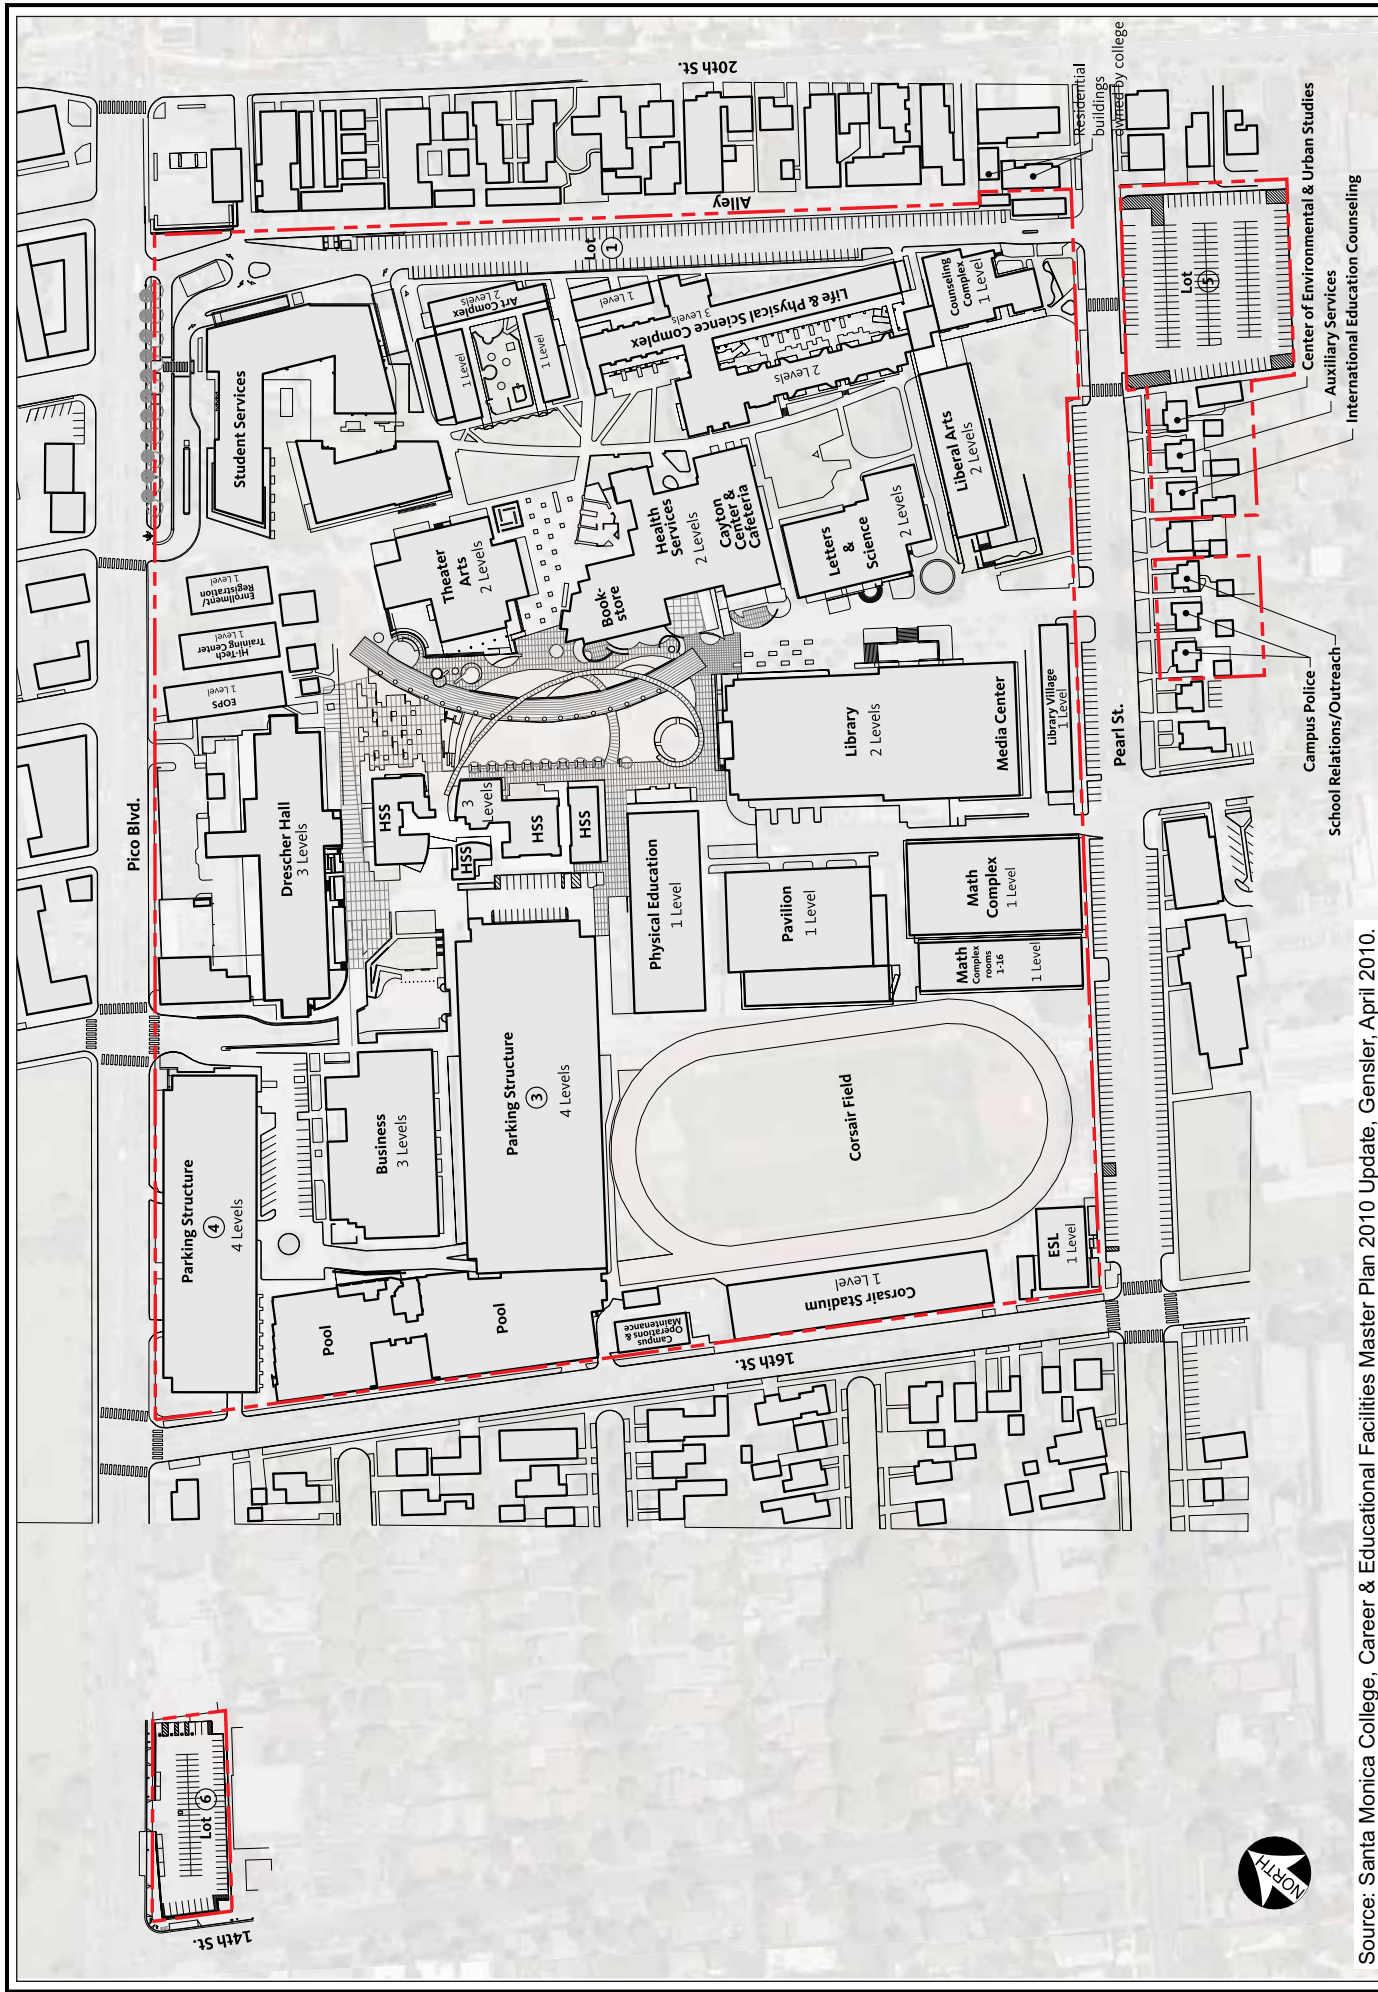 20th St.
Residential
buildings
owned by college
Alley
Lot
1
Lot
5
Center of Environmental & Urban Studies
Auxiliary Services
International Education Counseling
Student Services
Art Complex
2 Levels
1 Level
1 Level
1 Level
Life & Physical Science Complex
3 Levels
2 Levels
Counseling
Complex
1 Level
Liberal Arts
2 Levels
Enrollment/
Registration
1 Level
Hi-Tech
Training Center
1 Level
EOPS
1 Level
Theater
Arts
2 Levels
Health
Services
2 Levels
Cayton
Center &
Cafeteria
Book-
store
Letters
&
Science
2 Levels
Campus Police
School Relations/Outreach
Pico Blvd.
Drescher Hall
3 Levels
HSS
3
Levels
HSS
HSS
HSS
Library
2 Levels
Media Center
Library Village
1 Level
Pearl St.
Physical Education
1 Level
Pavilion
1 Level
Math
Complex
1 Level
Math
Complex
rooms
1-16
1 Level
Parking Structure
4
4 Levels
Business
3 Levels
Parking Structure
3
4 Levels
Corsair Field
Pool
Pool
Campus
Operations &
Maintenance
Corsair Stadium
1 Level
ESL
1 Level
16th St.
Lot 6
14th St.
NORTH
Source: Santa Monica College, Career & Educational Facilities Master Plan 2010 Update, Gensler, April 2010.